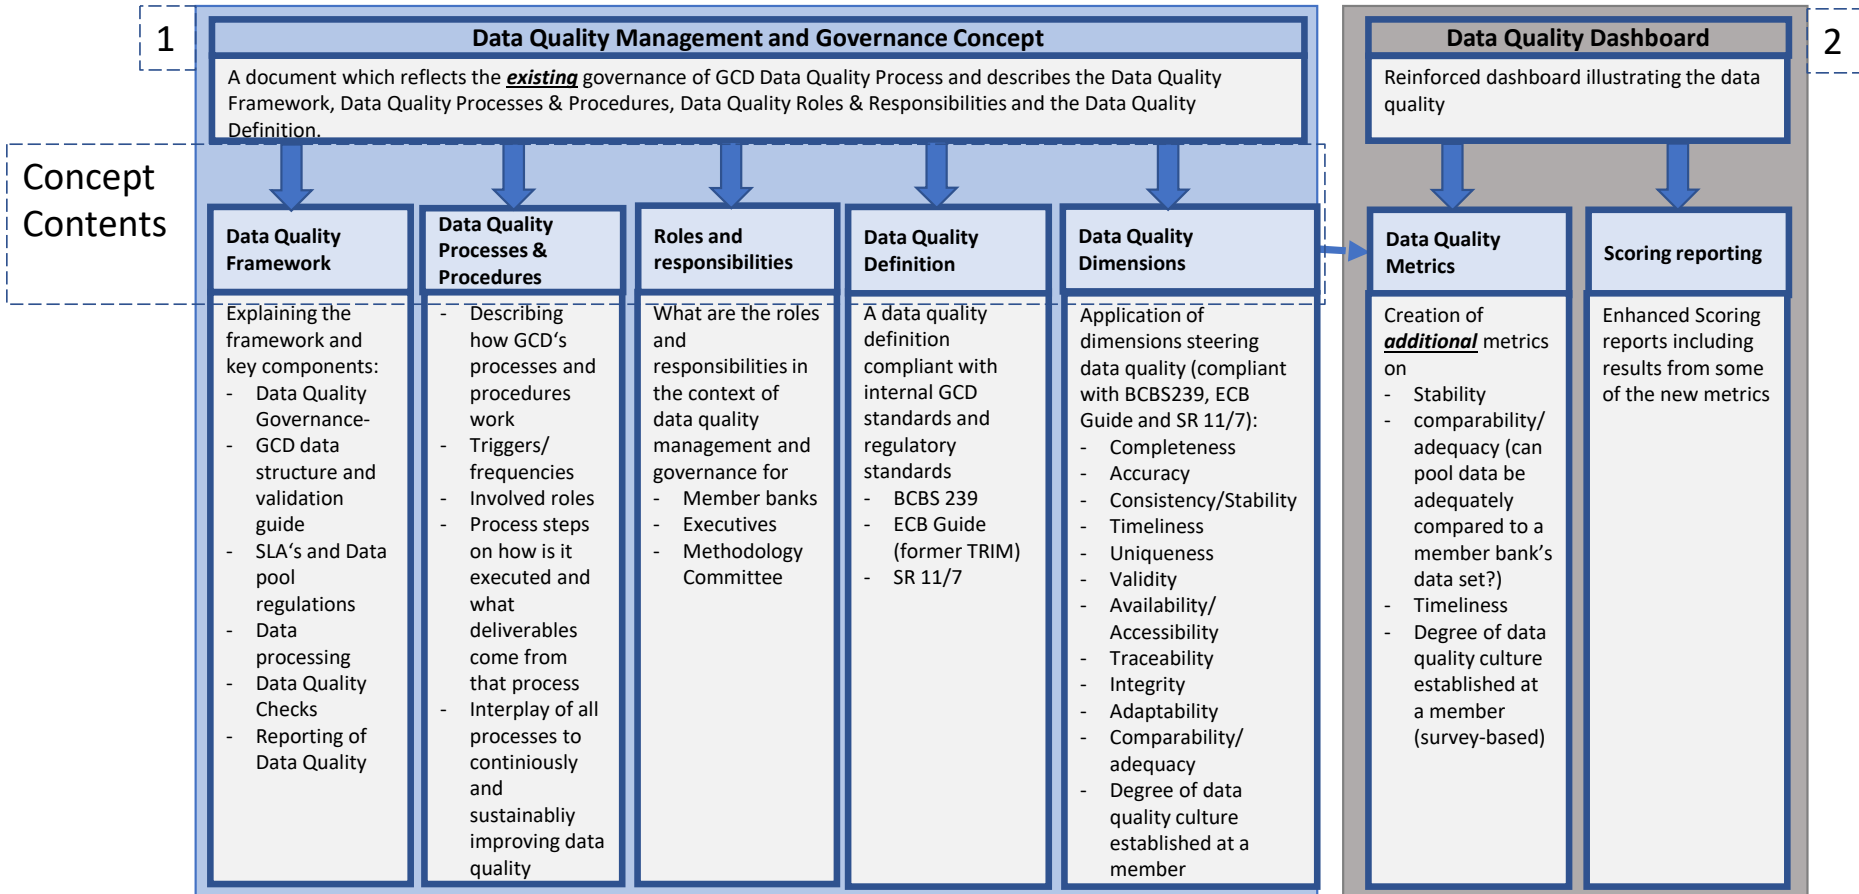 1
Data Quality Management and Governance Concept
A document which reflects the existing governance of GCD Data Quality Process and describes the Data Quality
Framework, Data Quality Processes & Procedures, Data Quality Roles & Responsibilities and the Data Quality
Definition.
Data Quality Dashboard
2
Reinforced dashboard illustrating the data
quality
Concept
Contents
Data Quality
Framework
Explaining the
framework and
key components:
- Data Quality
Governance-
- GCD data
structure and
validation
guide
- SLA‘s and Data
pool
regulations
- Data
processing
- Data Quality
Checks
- Reporting of
Data Quality
Data Quality
Processes &
Procedures
- Describing
how GCD‘s
processes and
procedures
work
- Triggers/
frequencies
- Involved roles
- Process steps
on how is it
executed and
what
deliverables
come from
that process
- Interplay of all
processes to
continiously
and
sustainabliy
improving data
quality
Roles and
responsibilities
What are the roles
and
responsibilities in
the context of
data quality
management and
governance for
- Member banks
- Executives
- Methodology
Committee
Data Quality
Definition
A data quality
definition
compliant with
internal GCD
standards and
regulatory
standards
- BCBS 239
- ECB Guide
(former TRIM)
- SR 11/7
Data Quality
Dimensions
Application of
dimensions steering
data quality (compliant
with BCBS239, ECB
Guide and SR 11/7):
- Completeness
- Accuracy
- Consistency/Stability
- Timeliness
- Uniqueness
- Validity
- Availability/
Accessibility
- Traceability
- Integrity
- Adaptability
- Comparability/
adequacy
- Degree of data
quality culture
established at a
member
Data Quality
Metrics
Creation of
additional metrics
on
- Stability
- comparability/
adequacy (can
pool data be
adequately
compared to a
member bank’s
data set?)
- Timeliness
- Degree of data
quality culture
established at
a member
(survey-based)
Scoring reporting
Enhanced Scoring
reports including
results from some
of the new metrics